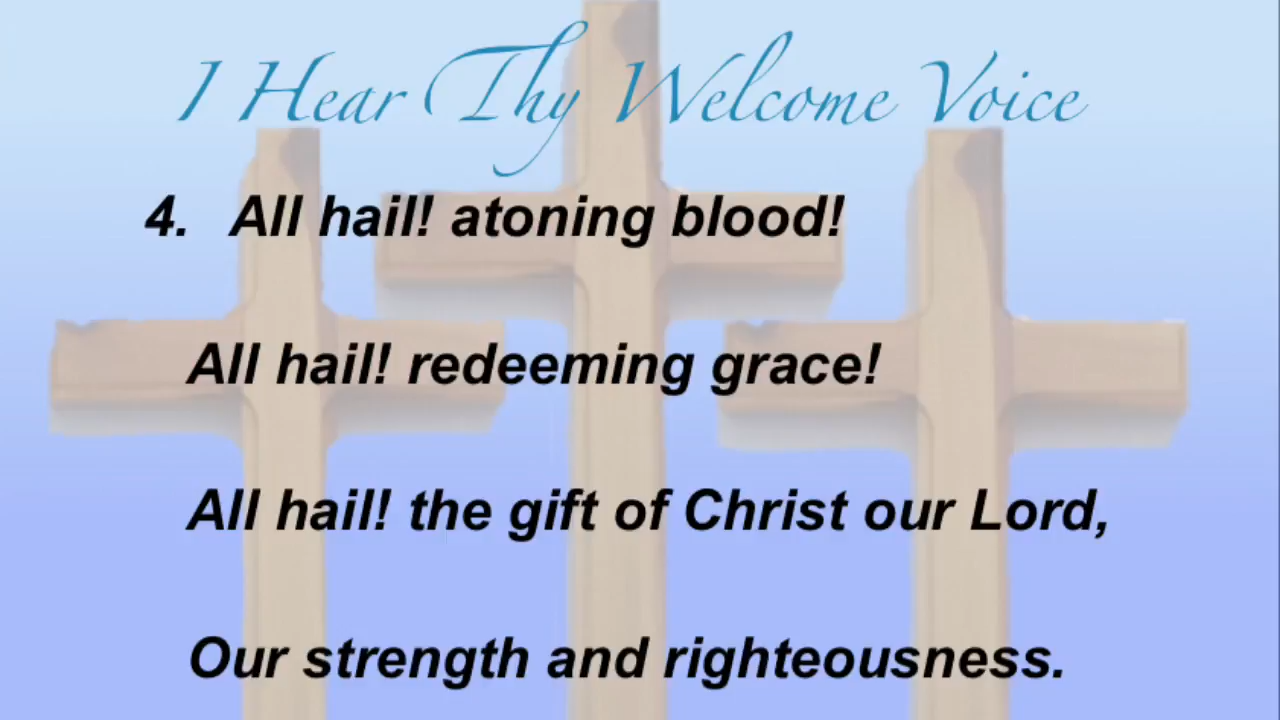 I Hear Thy Welcome Voice
4. All hail! atoning blood!
All hail! redeeming grace!
All hail! the gift of Christ our Lord,
Our strength and righteousness.